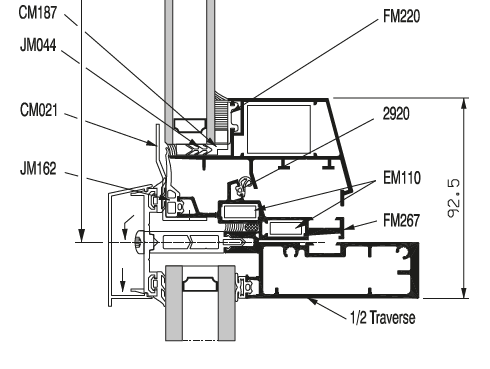 CM187
FM220
JM044
CM021
2920
JM162
EM110
92.5
FM267
1/2 Traverse